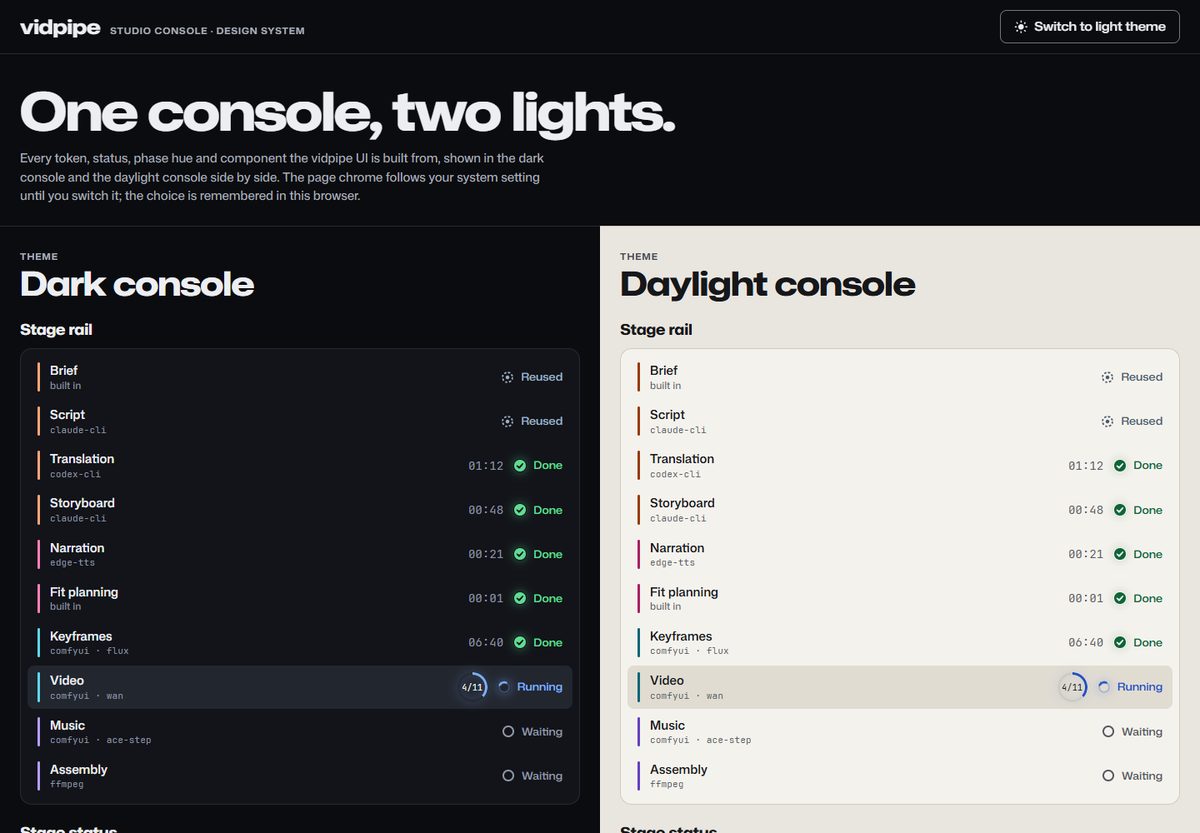 vidpipe STUDIO CONSOLE · DESIGN SYSTEM
Switch to light theme
One console, two lights.
Every token, status, phase hue and component the vidpipe UI is built from, shown in the dark
console and the daylight console side by side. The page chrome follows your system setting
until you switch it; the choice is remembered in this browser.
THEME
Dark console
Stage rail
Brief
built in
Reused
Script
claude-cli
Reused
Translation
codex-cli
01:12 Done
Storyboard
claude-cli
00:48 Done
Narration
edge-tts
00:21 Done
Fit planning
built in
00:01 Done
Keyframes
comfyui · flux
06:40 Done
Video
comfyui · wan
4/11 Running
Music
comfyui · ace-step
Waiting
Assembly
ffmpeg
Waiting
Stage status
THEME
Daylight console
Stage rail
Brief
built in
Reused
Script
claude-cli
Reused
Translation
codex-cli
01:12 Done
Storyboard
claude-cli
00:48 Done
Narration
edge-tts
00:21 Done
Fit planning
built in
00:01 Done
Keyframes
comfyui · flux
06:40 Done
Video
comfyui · wan
4/11 Running
Music
comfyui · ace-step
Waiting
Assembly
ffmpeg
Waiting
Stage status